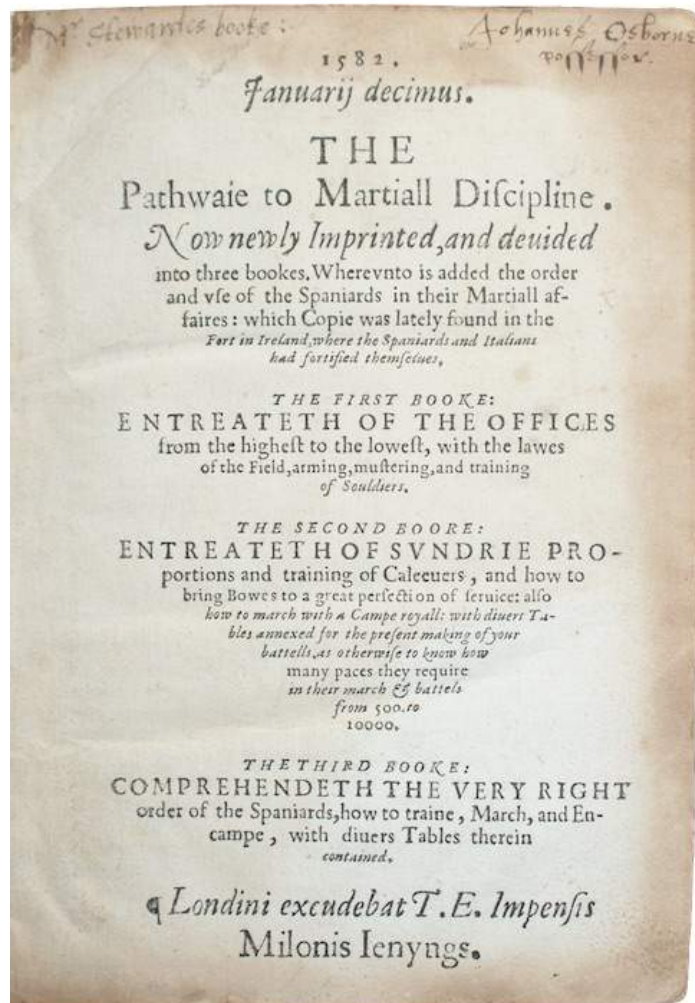 Mr Stewardes booke :
Johannes Osborne
possessor.
1582.
Januarij decimus.
THE
Pathwaie to Martiall Diſcipline.
Now newly Imprinted, and deuided
into three bookes. Wherevnto is added the order
and vſe of the Spaniards in their Martiall af-
faires: which Copie was lately found in the
Fort in Ireland, where the Spaniards and Italians
had fortified themſelues.
THE FIRST BOOKE:
ENTREATETH OF THE OFFICES
from the higheſt to the loweſt, with the lawes
of the Field, arming, muſtering, and training
of Souldiers.
THE SECOND BOORE:
ENTREATETH OF SVNDRIE PRO-
portions and training of Caleeuers, and how to
bring Bowes to a great perfection of ſeruice: alſo
how to march with a Campe royall: with diuers Ta-
bles annexed for the preſent making of your
battells, as otherwiſe to know how
many paces they require
in their march & battels
from 500. to
10000.
THE THIRD BOOKE:
COMPREHENDETH THE VERY RIGHT
order of the Spaniards, how to traine, March, and En-
campe, with diuers Tables therein
contained.
¶ Londini excudebat T. E. Impenſis
Milonis Ienyngs.